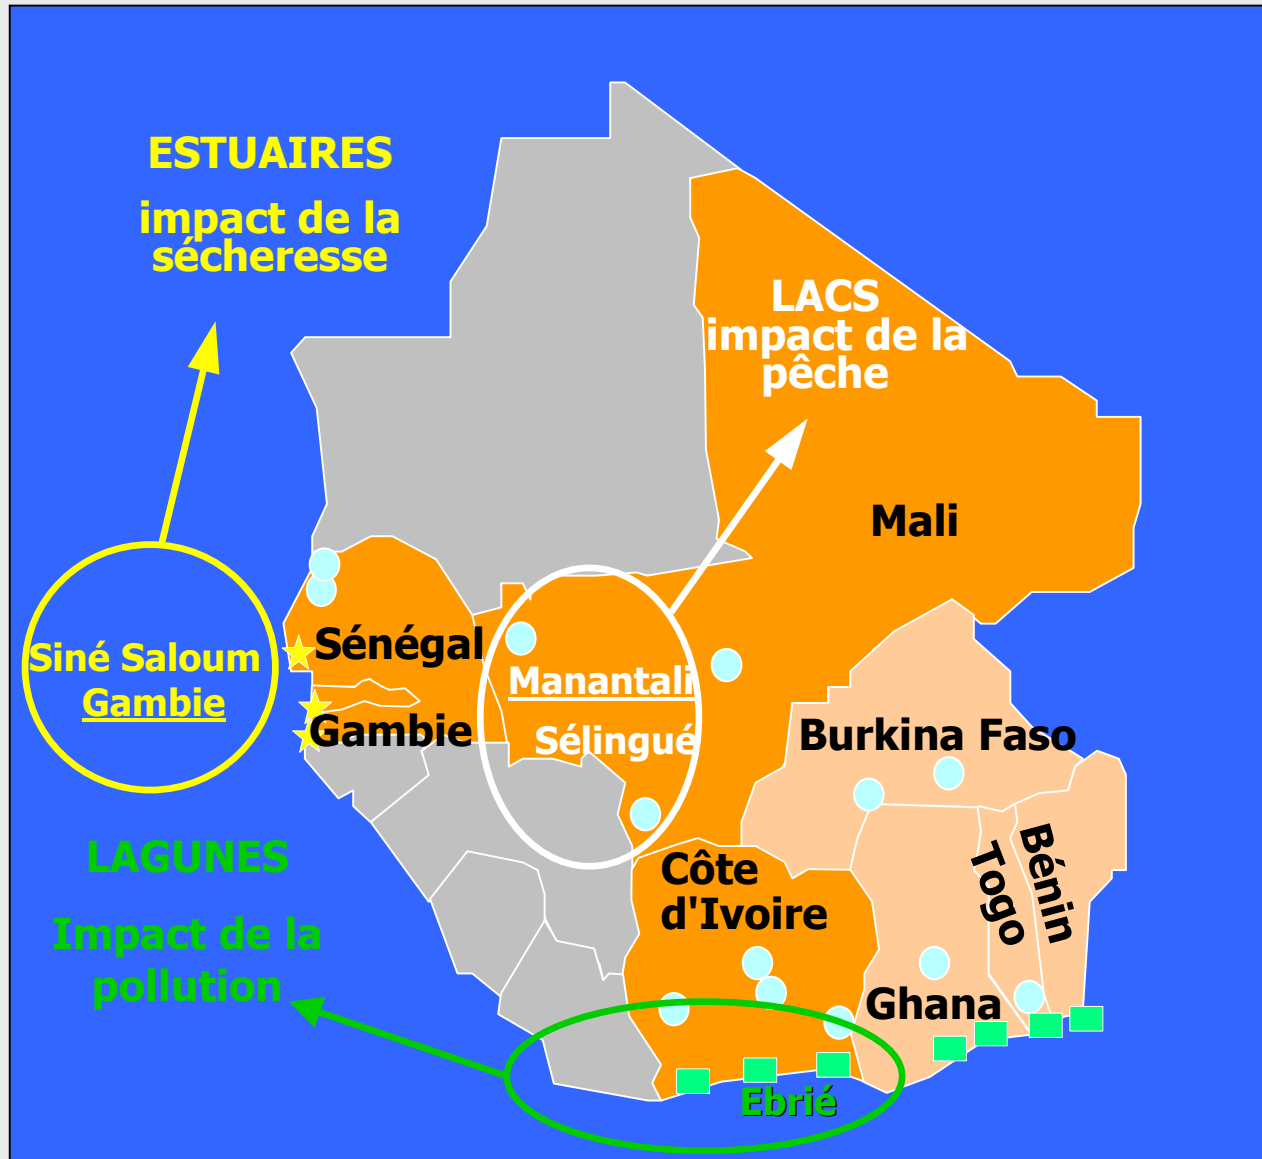 ESTUAIRES
impact de la
sécheresse
LACS
impact de la
pêche
Mali
Siné Saloum
Gambie
Sénégal
Gambie
Manantali
Sélingué
Burkina Faso
LAGUNES
Impact de la
pollution
Côte
d'Ivoire
Ghana
Togo
Bénin
Ebrié